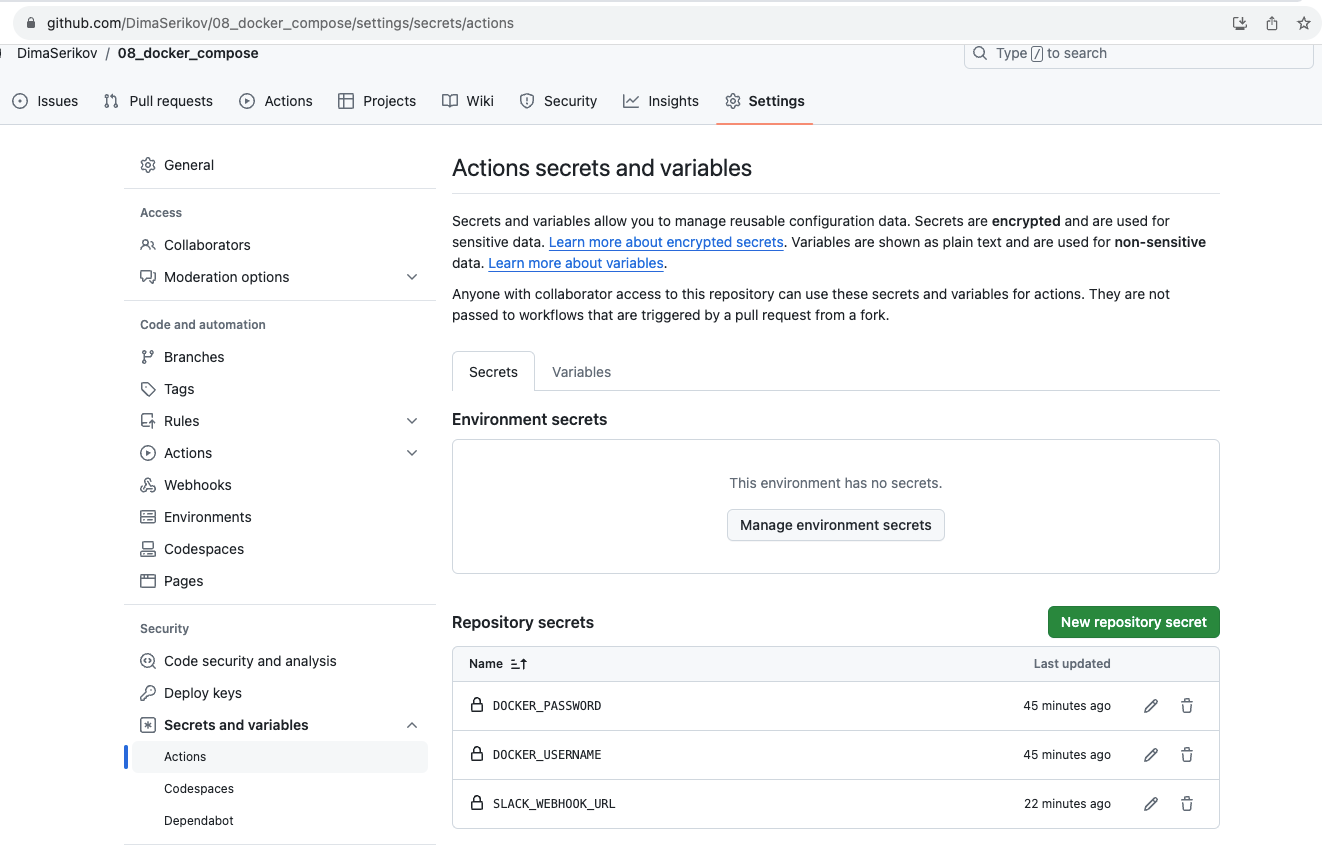 github.com/DimaSerikov/08_docker_compose/settings/secrets/actions
DimaSerikov / 08_docker_compose
Type / to search
Issues Pull requests Actions Projects Wiki Security Insights Settings
General
Access
Collaborators
Moderation options
Code and automation
Branches
Tags
Rules
Actions
Webhooks
Environments
Codespaces
Pages
Security
Code security and analysis
Deploy keys
Secrets and variables
Actions
Codespaces
Dependabot
Actions secrets and variables
Secrets and variables allow you to manage reusable configuration data. Secrets are encrypted and are used for
sensitive data. Learn more about encrypted secrets. Variables are shown as plain text and are used for non-sensitive
data. Learn more about variables.
Anyone with collaborator access to this repository can use these secrets and variables for actions. They are not
passed to workflows that are triggered by a pull request from a fork.
Secrets Variables
Environment secrets
This environment has no secrets.
Manage environment secrets
Repository secrets New repository secret
Name Last updated
DOCKER_PASSWORD 45 minutes ago
DOCKER_USERNAME 45 minutes ago
SLACK_WEBHOOK_URL 22 minutes ago